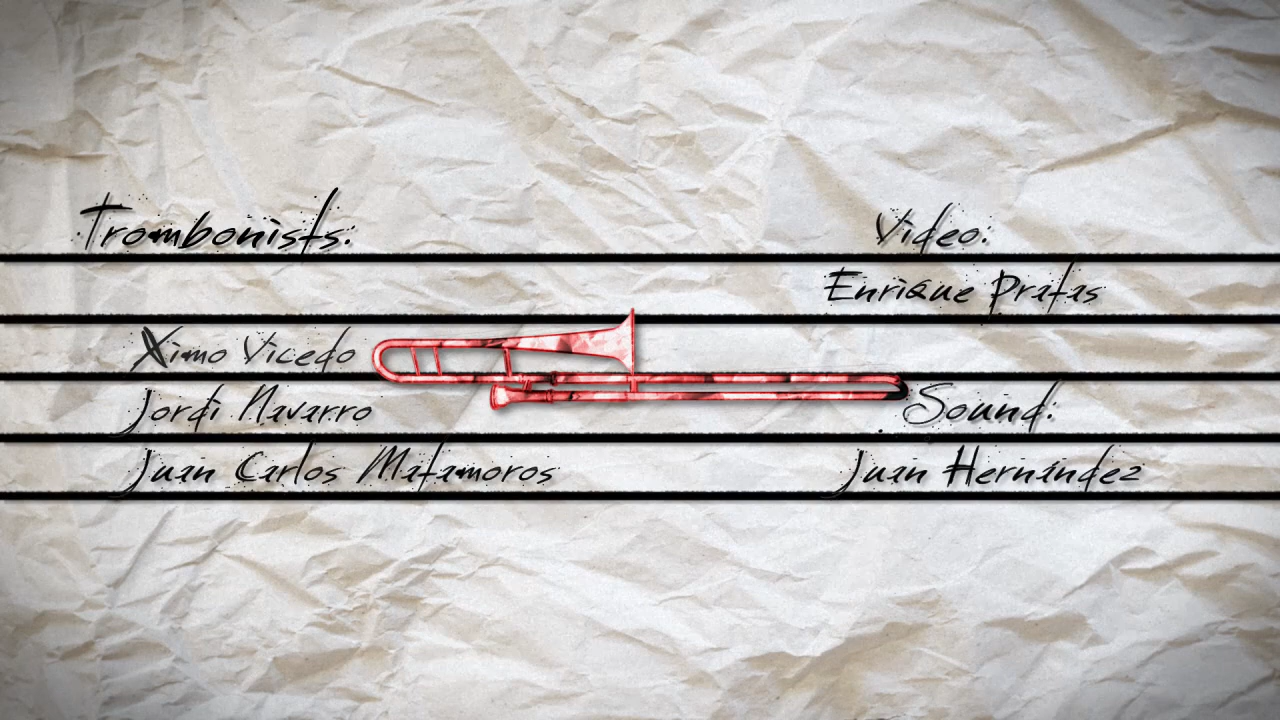 Trombonists:
Ximo Vicedo
Jordi Navarro
Juan Carlos Matamoros
Video:
Enrique Pratas
Sound:
Juan Hernández